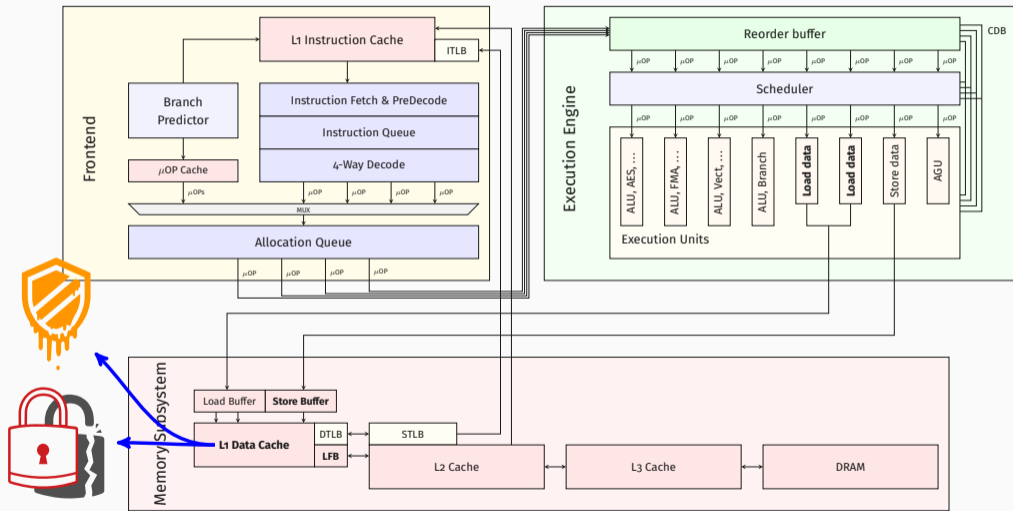 Frontend
L1 Instruction Cache
ITLB
Branch
Predictor
Instruction Fetch & PreDecode
Instruction Queue
4-Way Decode
μOP Cache
μOPs
μOP
μOP
μOP
μOP
MUX
Allocation Queue
μOP
μOP
μOP
μOP
Execution Engine
Reorder buffer
CDB
μOP
μOP
μOP
μOP
μOP
μOP
μOP
μOP
Scheduler
μOP
μOP
μOP
μOP
μOP
μOP
μOP
μOP
ALU, AES, …
ALU, FMA, …
ALU, Vect, …
ALU, Branch
Load data
Load data
Store data
AGU
Execution Units
Memory Subsystem
Load Buffer
Store Buffer
L1 Data Cache
DTLB
LFB
STLB
L2 Cache
L3 Cache
DRAM